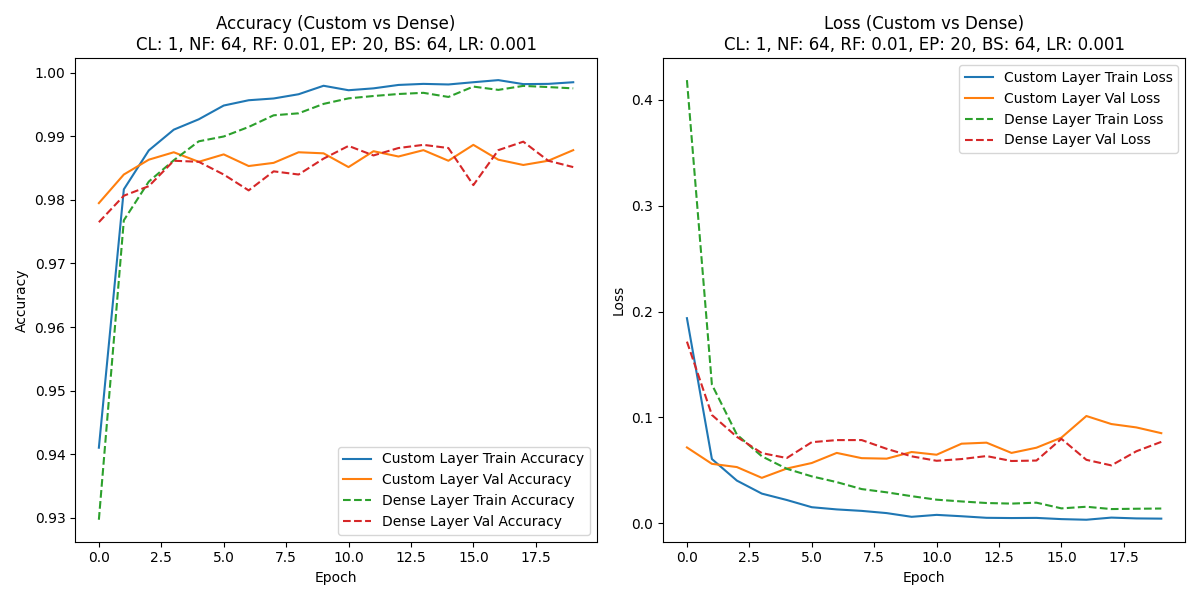 Accuracy (Custom vs Dense)
CL: 1, NF: 64, RF: 0.01, EP: 20, BS: 64, LR: 0.001
1.00
0.99
0.98
0.97
0.96
0.95
0.94
0.93
Accuracy
0.0 2.5 5.0 7.5 10.0 12.5 15.0 17.5
Epoch
Custom Layer Train Accuracy
Custom Layer Val Accuracy
Dense Layer Train Accuracy
Dense Layer Val Accuracy
Loss (Custom vs Dense)
CL: 1, NF: 64, RF: 0.01, EP: 20, BS: 64, LR: 0.001
Custom Layer Train Loss
Custom Layer Val Loss
Dense Layer Train Loss
Dense Layer Val Loss
0.4
0.3
0.2
0.1
0.0
Loss
0.0 2.5 5.0 7.5 10.0 12.5 15.0 17.5
Epoch